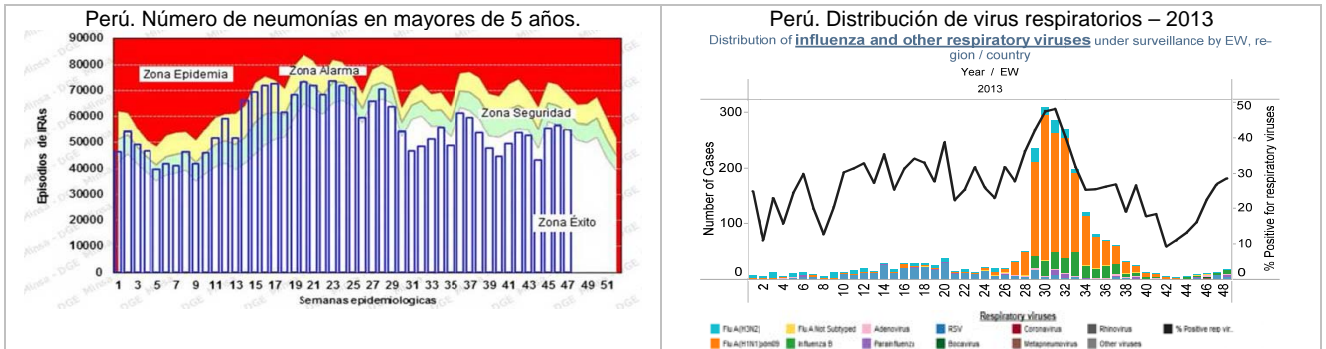 Perú. Número de neumonías en mayores de 5 años.
90000
80000
70000
60000
50000
40000
30000
20000
10000
0
Episodios de IRAs
Zona Epidemia
Zona Alarma
Zona Seguridad
Zona Éxito
1 3 5 7 9 11 13 15 17 19 21 23 25 27 29 31 33 35 37 39 41 43 45 47 49 51
Semanas epidemiologicas
Perú. Distribución de virus respiratorios – 2013
Distribution of influenza and other respiratory viruses under surveillance by EW, re-
gion / country
Year / EW
2013
300
200
100
0
Number of Cases
50
40
30
20
10
0
% Positive for respiratory viruses
2 4 6 8 10 12 14 16 18 20 22 24 26 28 30 32 34 36 38 40 42 44 46 48
Respiratory viruses
Flu A(H3N2) Flu A Not Subtyped Adenovirus RSV Coronavirus Rhinovirus % Positive rep vir..
Flu A(H1N1)pdm09 Influenza B Parainfluenza Bocavirus Metapneumovirus Other viruses